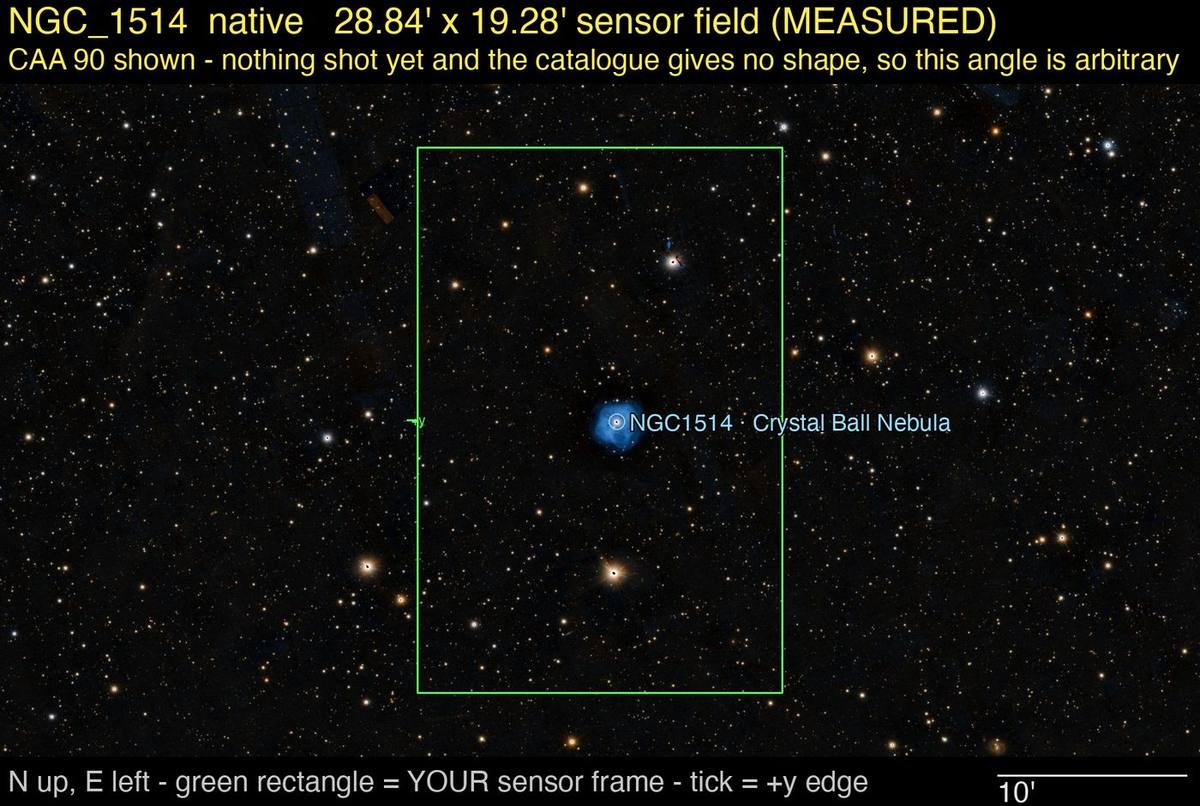 NGC_1514 native 28.84' x 19.28' sensor field (MEASURED)
CAA 90 shown - nothing shot yet and the catalogue gives no shape, so this angle is arbitrary
+y
NGC1514 · Crystal Ball Nebula
N up, E left - green rectangle = YOUR sensor frame - tick = +y edge
10'